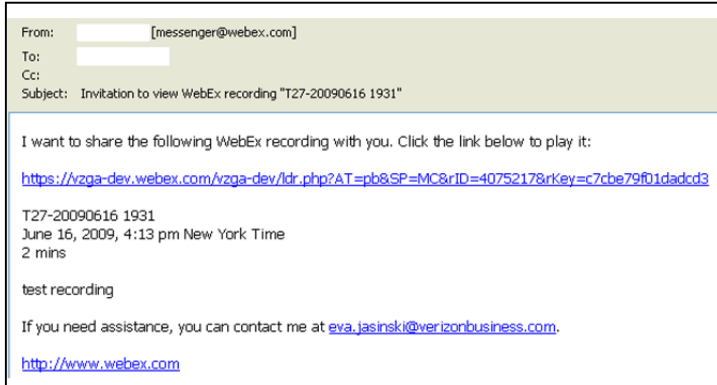 From: [messenger@webex.com]
To:
Cc:
Subject: Invitation to view WebEx recording "T27-20090616 1931"
I want to share the following WebEx recording with you. Click the link below to play it:
https://vzga-dev.webex.com/vzga-dev/ldr.php?AT=pb&SP=MC&rID=4075217&rKey=c7cbe79f01dadcd3
T27-20090616 1931
June 16, 2009, 4:13 pm New York Time
2 mins
test recording
If you need assistance, you can contact me at eva.jasinski@verizonbusiness.com.
http://www.webex.com